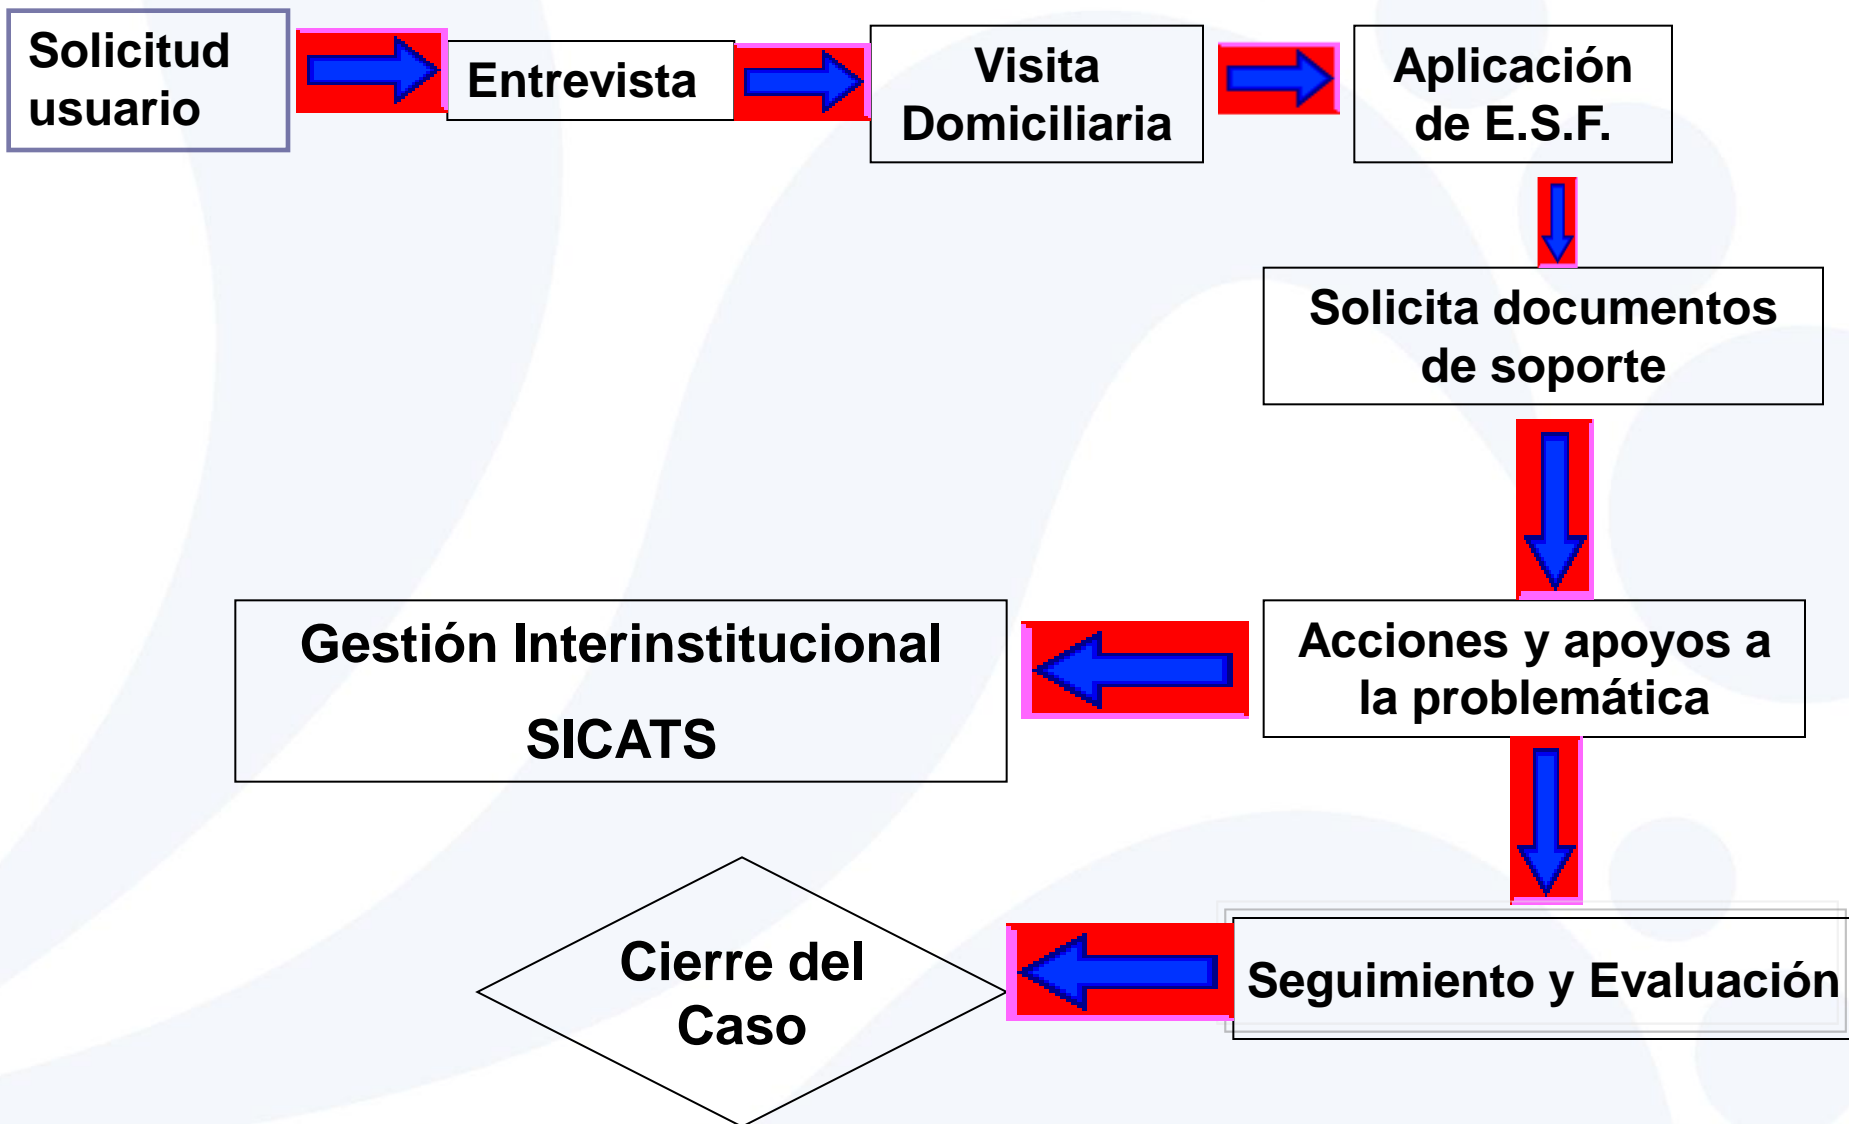 Solicitud
usuario
Entrevista
Visita
Domiciliaria
Aplicación
de E.S.F.
Solicita documentos
de soporte
Acciones y apoyos a
la problemática
Gestión Interinstitucional
SICATS
Seguimiento y Evaluación
Cierre del
Caso